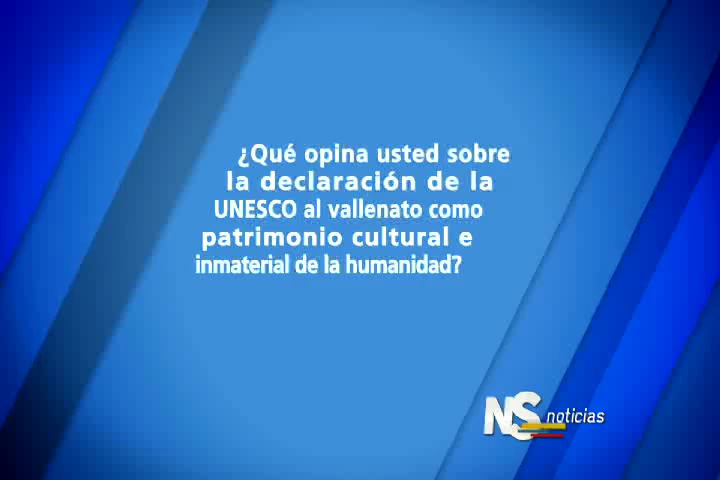 ¿Qué opina usted sobre
la declaración de la
UNESCO al vallenato como
patrimonio cultural e
inmaterial de la humanidad?
NS noticias